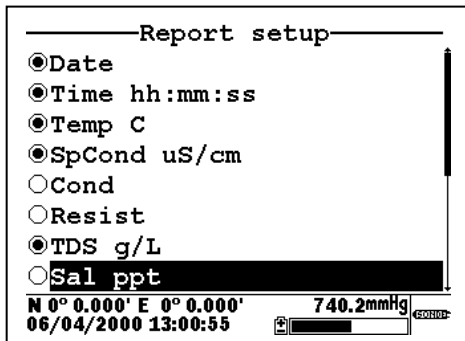 Report setup
Date
Time hh:mm:ss
Temp C
SpCond uS/cm
Cond
Resist
TDS g/L
Sal ppt
N 0° 0.000' E 0° 0.000' 740.2mmHg
06/04/2000 13:00:55